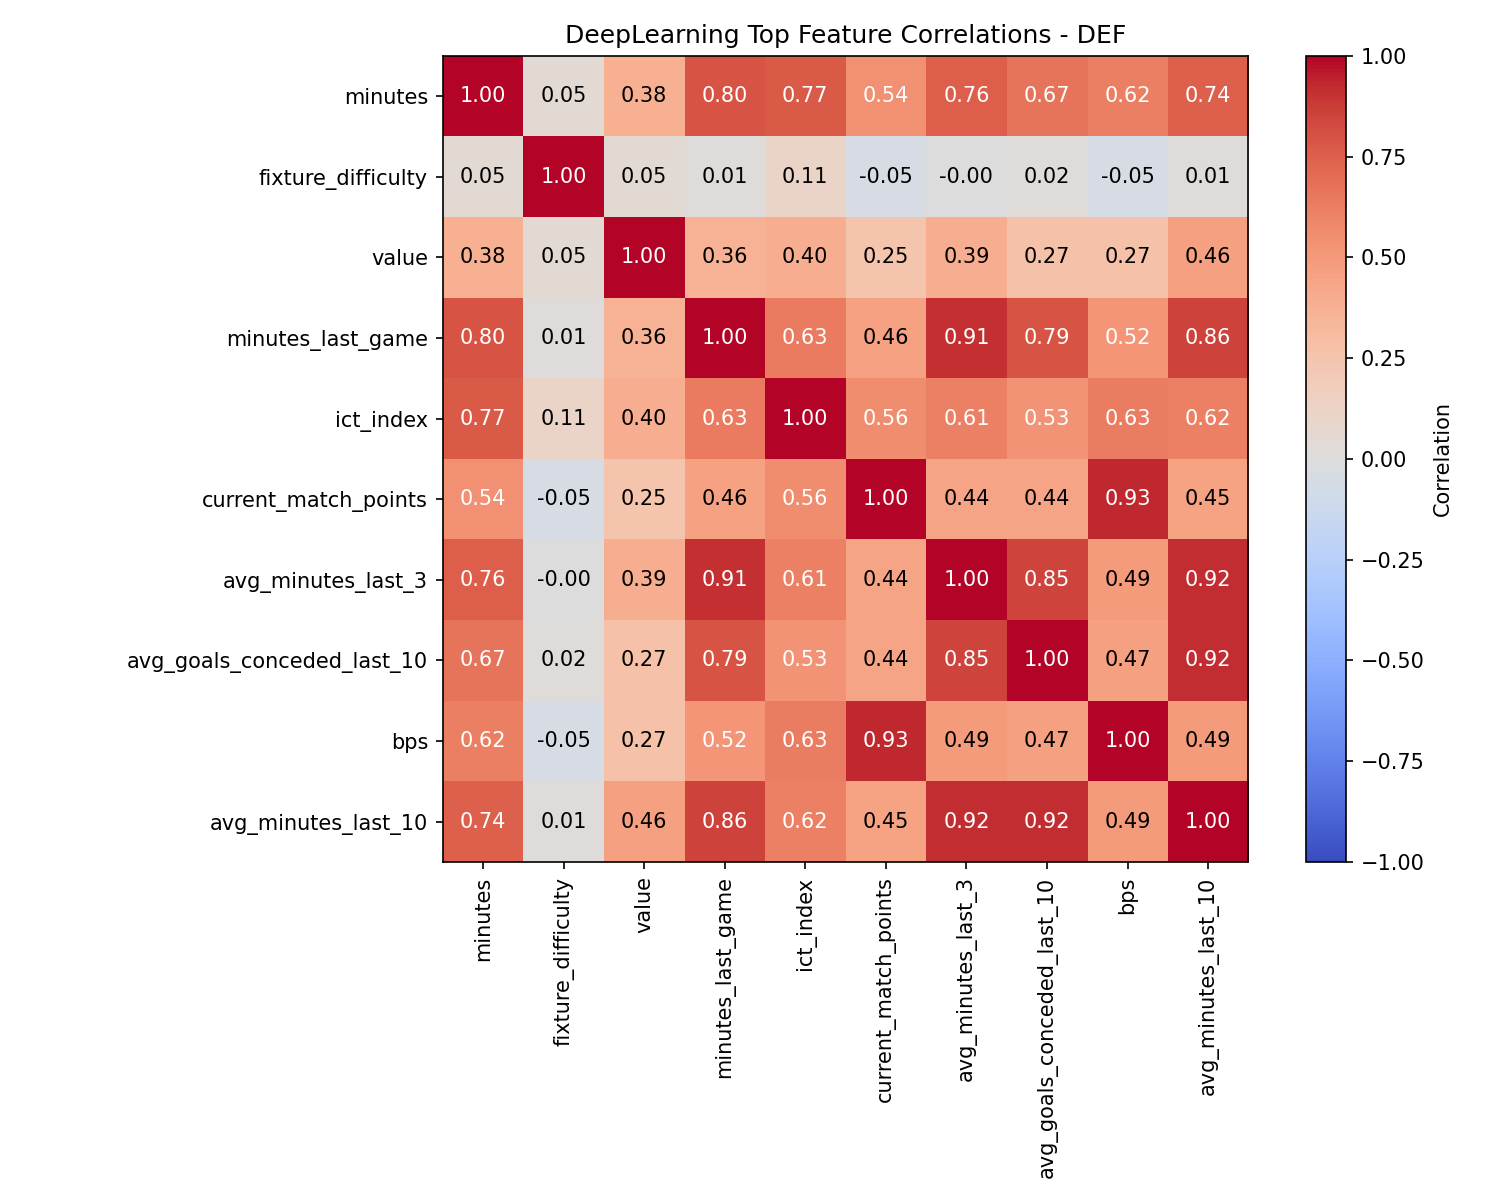 DeepLearning Top Feature Correlations - DEF
minutes 1.00 0.05 0.38 0.80 0.77 0.54 0.76 0.67 0.62 0.74
fixture_difficulty 0.05 1.00 0.05 0.01 0.11 -0.05 -0.00 0.02 -0.05 0.01
value 0.38 0.05 1.00 0.36 0.40 0.25 0.39 0.27 0.27 0.46
minutes_last_game 0.80 0.01 0.36 1.00 0.63 0.46 0.91 0.79 0.52 0.86
ict_index 0.77 0.11 0.40 0.63 1.00 0.56 0.61 0.53 0.63 0.62
current_match_points 0.54 -0.05 0.25 0.46 0.56 1.00 0.44 0.44 0.93 0.45
avg_minutes_last_3 0.76 -0.00 0.39 0.91 0.61 0.44 1.00 0.85 0.49 0.92
avg_goals_conceded_last_10 0.67 0.02 0.27 0.79 0.53 0.44 0.85 1.00 0.47 0.92
bps 0.62 -0.05 0.27 0.52 0.63 0.93 0.49 0.47 1.00 0.49
avg_minutes_last_10 0.74 0.01 0.46 0.86 0.62 0.45 0.92 0.92 0.49 1.00
minutes
fixture_difficulty
value
minutes_last_game
ict_index
current_match_points
avg_minutes_last_3
avg_goals_conceded_last_10
bps
avg_minutes_last_10
1.00
0.75
0.50
0.25
0.00
−0.25
−0.50
−0.75
−1.00
Correlation